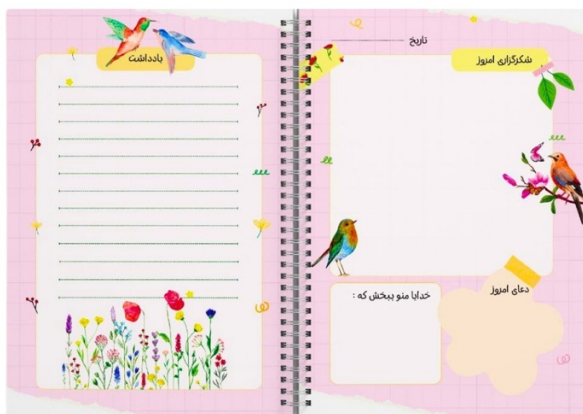 تاریخ
شکرگزاری امروز
دعای امروز
خدایا منو ببخش که :
یادداشت